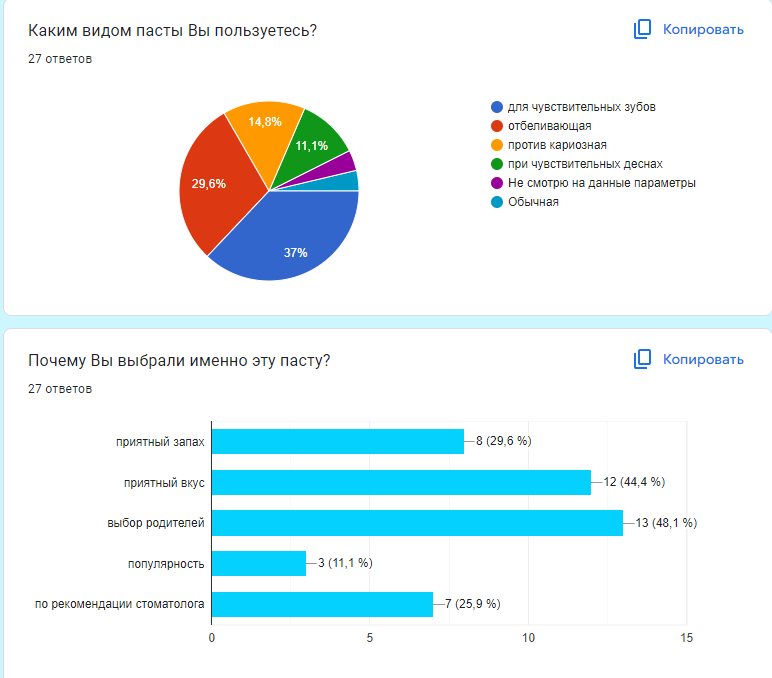 Каким видом пасты Вы пользуетесь?
Копировать
27 ответов
14,8%
11,1%
29,6%
37%
для чувствительных зубов
отбеливающая
против кариозная
при чувствительных деснах
Не смотрю на данные параметры
Обычная
Почему Вы выбрали именно эту пасту?
Копировать
27 ответов
приятный запах 8 (29,6 %)
приятный вкус 12 (44,4 %)
выбор родителей 13 (48,1 %)
популярность 3 (11,1 %)
по рекомендации стоматолога 7 (25,9 %)
0 5 10 15